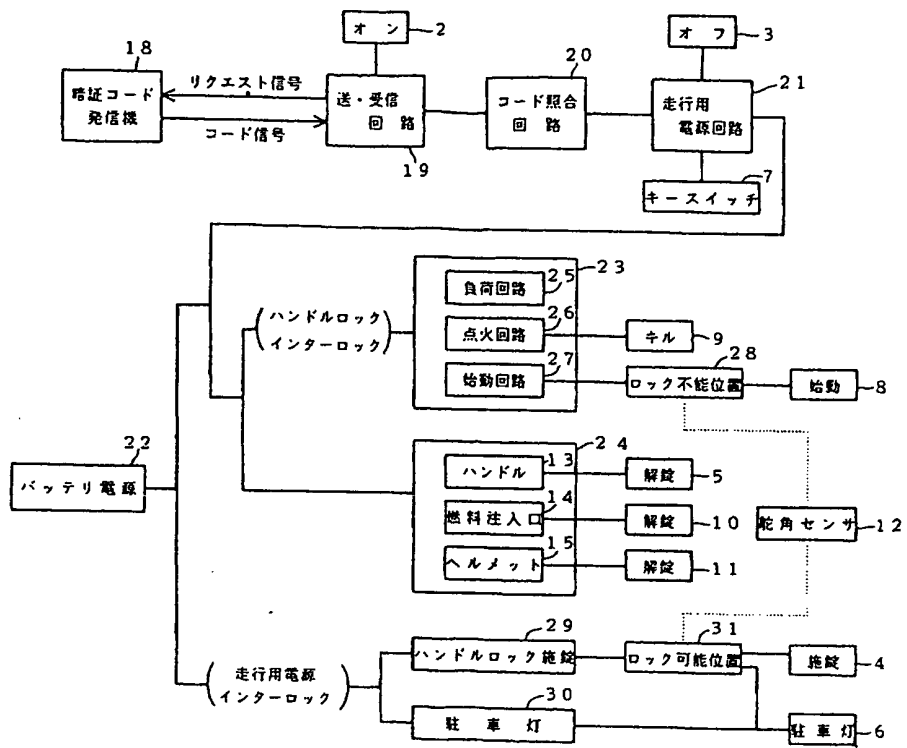 オン
2
オフ
3
18
暗証コード
発信機
リクエスト信号
コード信号
送・受信
回路
19
20
コード照合
回路
21
走行用
電源回路
7
キースイッチ
23
25
負荷回路
(ハンドルロック
インターロック)
26
点火回路
キル
9
27
始動回路
28
ロック不能位置
始動
8
22
バッテリ電源
24
13
ハンドル
解錠
5
14
燃料注入口
解錠
10
舵角センサ
12
15
ヘルメット
解錠
11
29
ハンドルロック施錠
31
ロック可能位置
施錠
4
(走行用電源
インターロック)
30
駐車灯
駐車灯
6